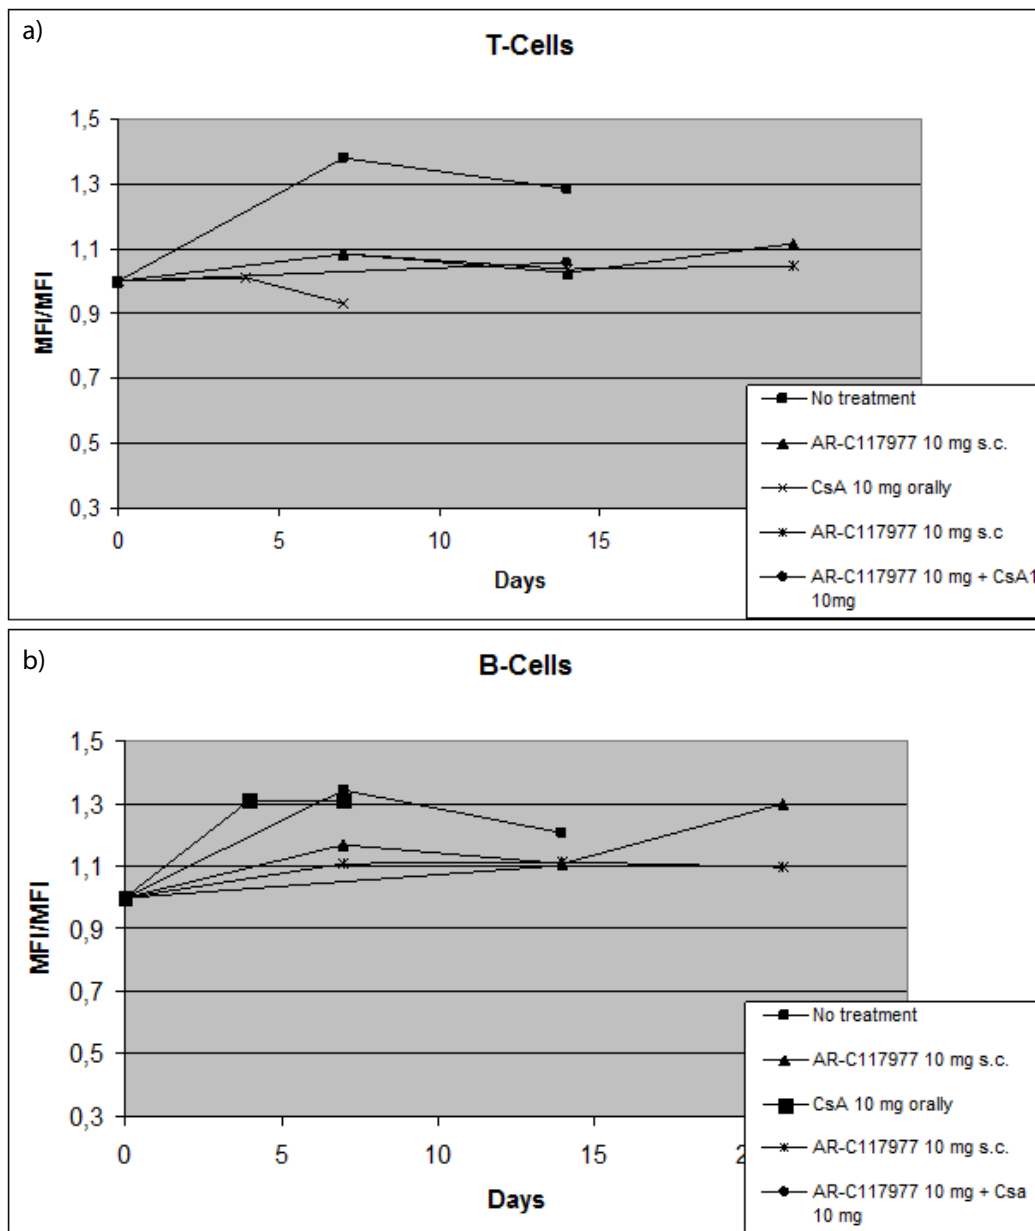 a)
T-Cells
1,5
1,3
1,1
0,9
0,7
0,5
0,3
MFI/MFI
0
5
10
15
Days
No treatment
AR-C117977 10 mg s.c.
CsA 10 mg orally
AR-C117977 10 mg s.c
AR-C117977 10 mg + CsA1
10mg
b)
B-Cells
1,5
1,3
1,1
0,9
0,7
0,5
0,3
MFI/MFI
0
5
10
15
Days
No treatment
AR-C117977 10 mg s.c.
CsA 10 mg orally
AR-C117977 10 mg s.c.
AR-C117977 10 mg + Csa
10 mg